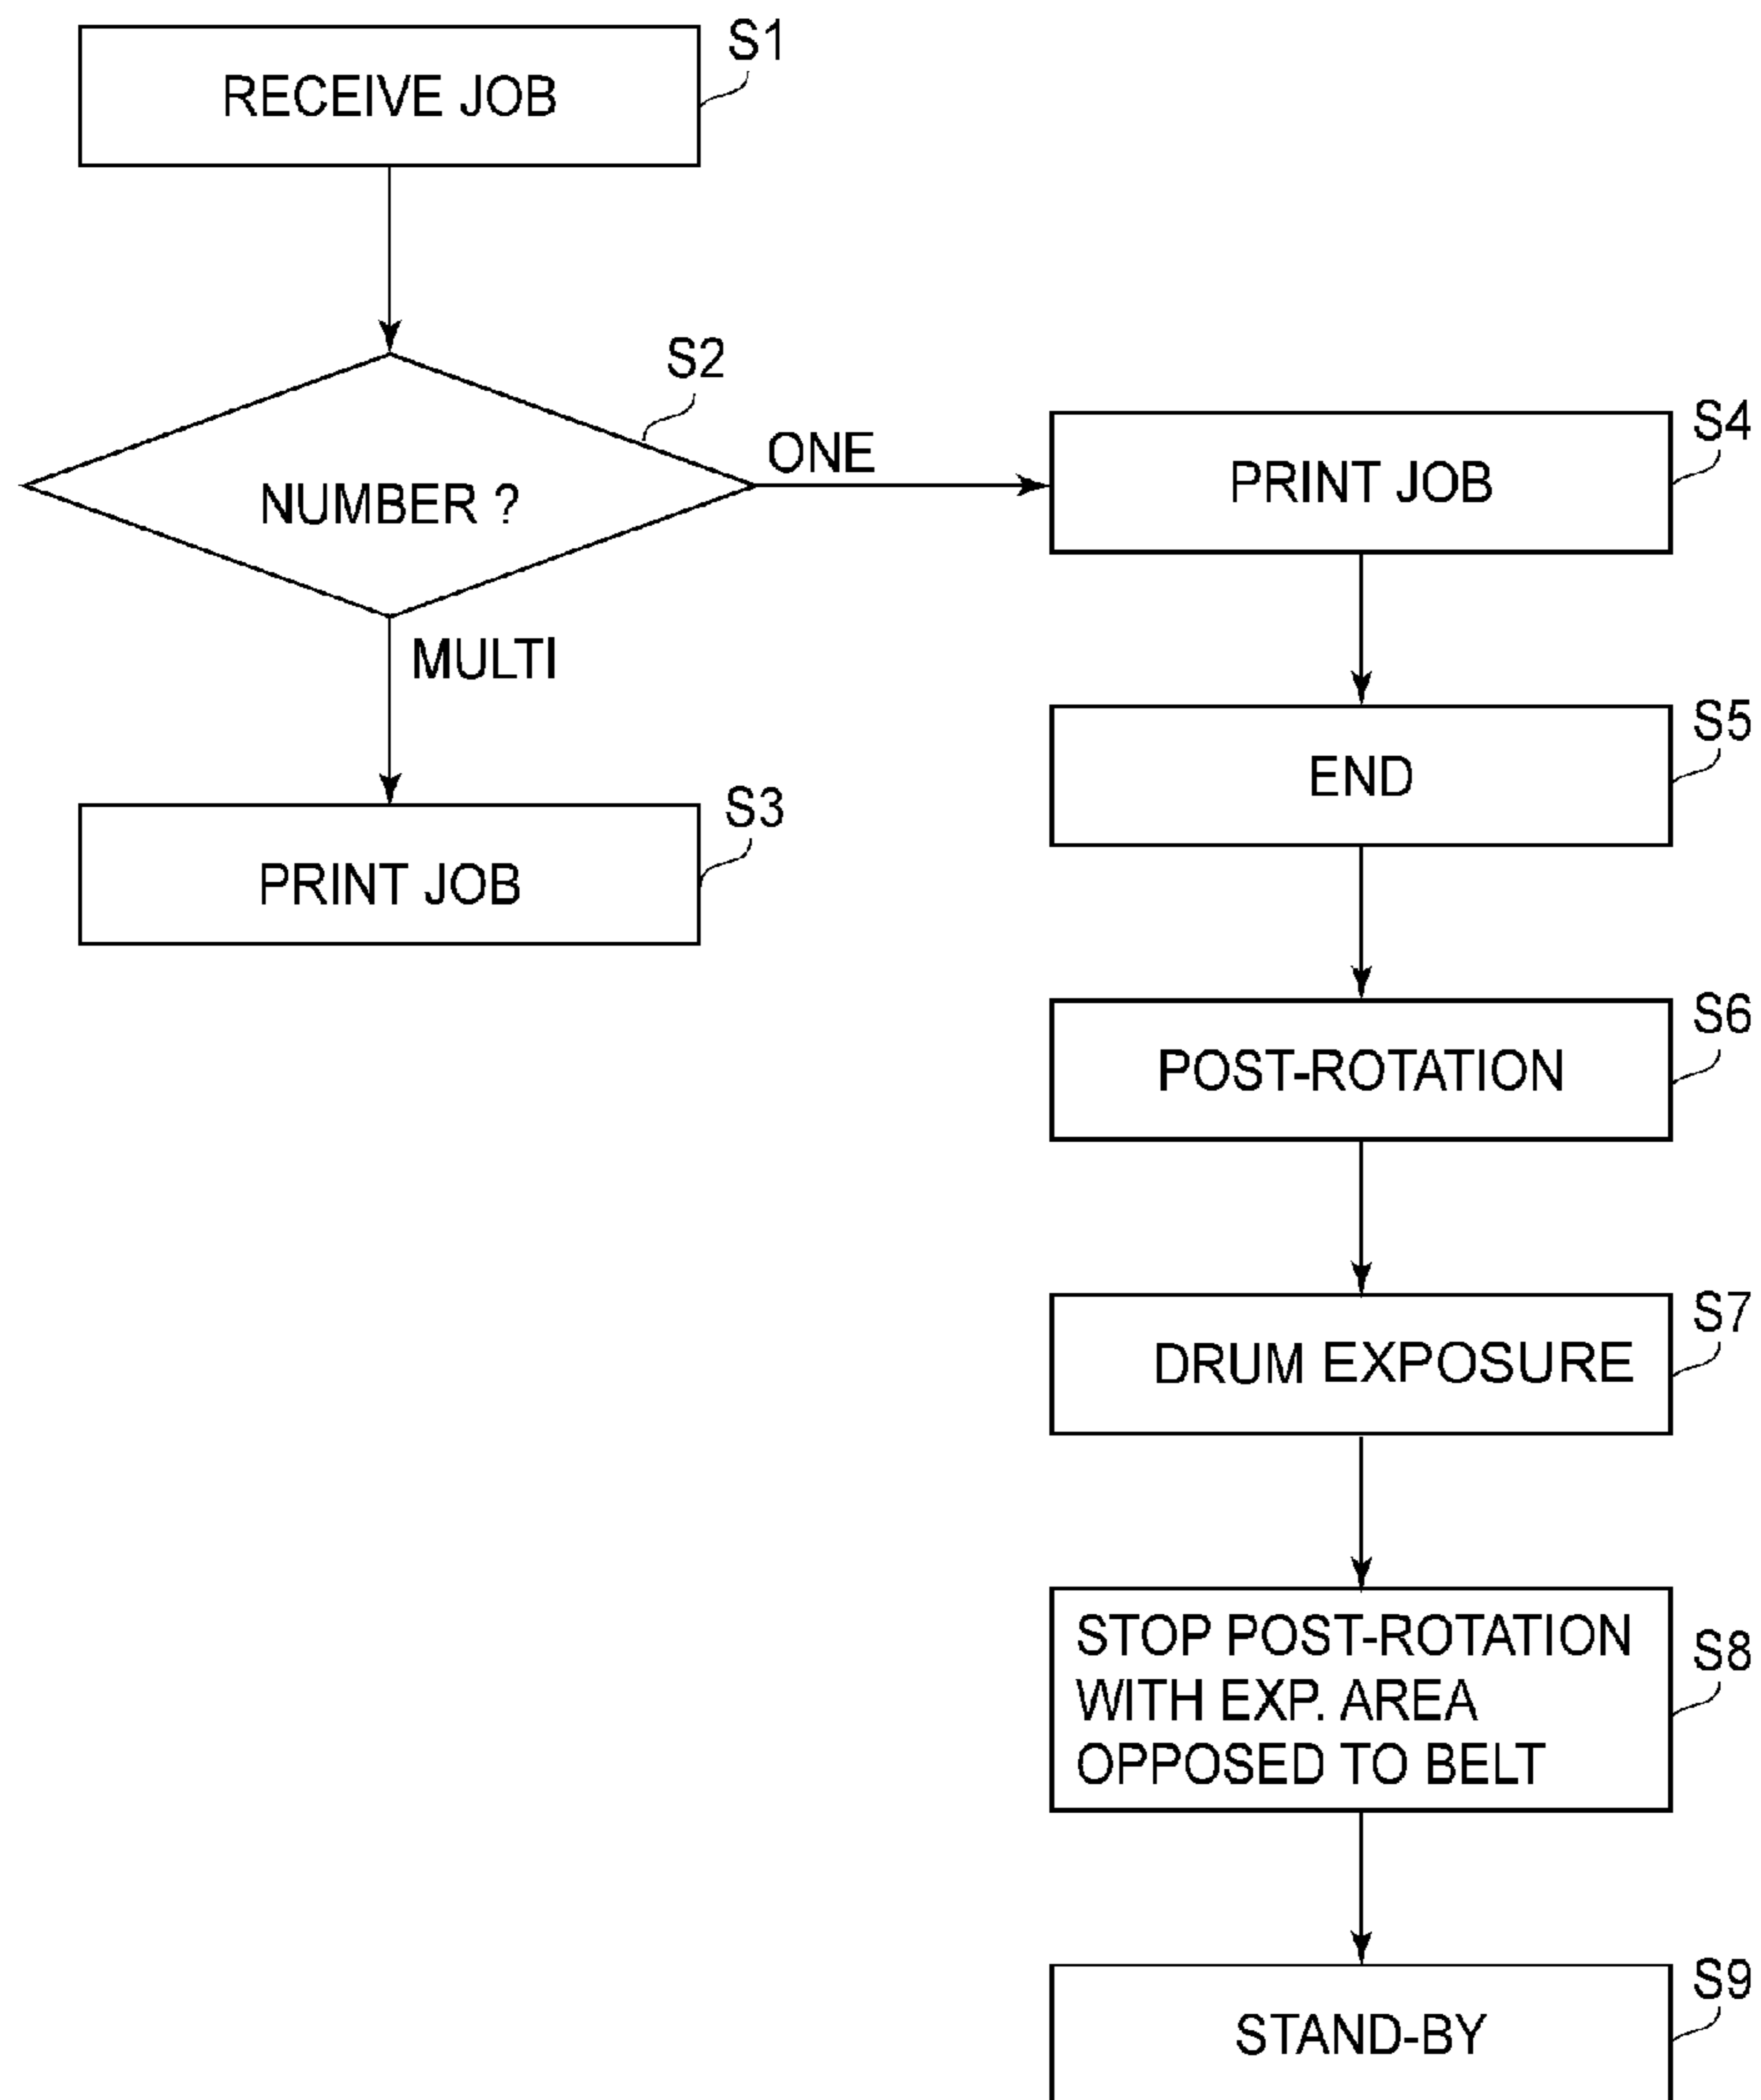 S1
RECEIVE JOB
S2
NUMBER ?
ONE
MULTI
S3
PRINT JOB
S4
PRINT JOB
S5
END
S6
POST-ROTATION
S7
DRUM EXPOSURE
S8
STOP POST-ROTATION
WITH EXP. AREA
OPPOSED TO BELT
S9
STAND-BY